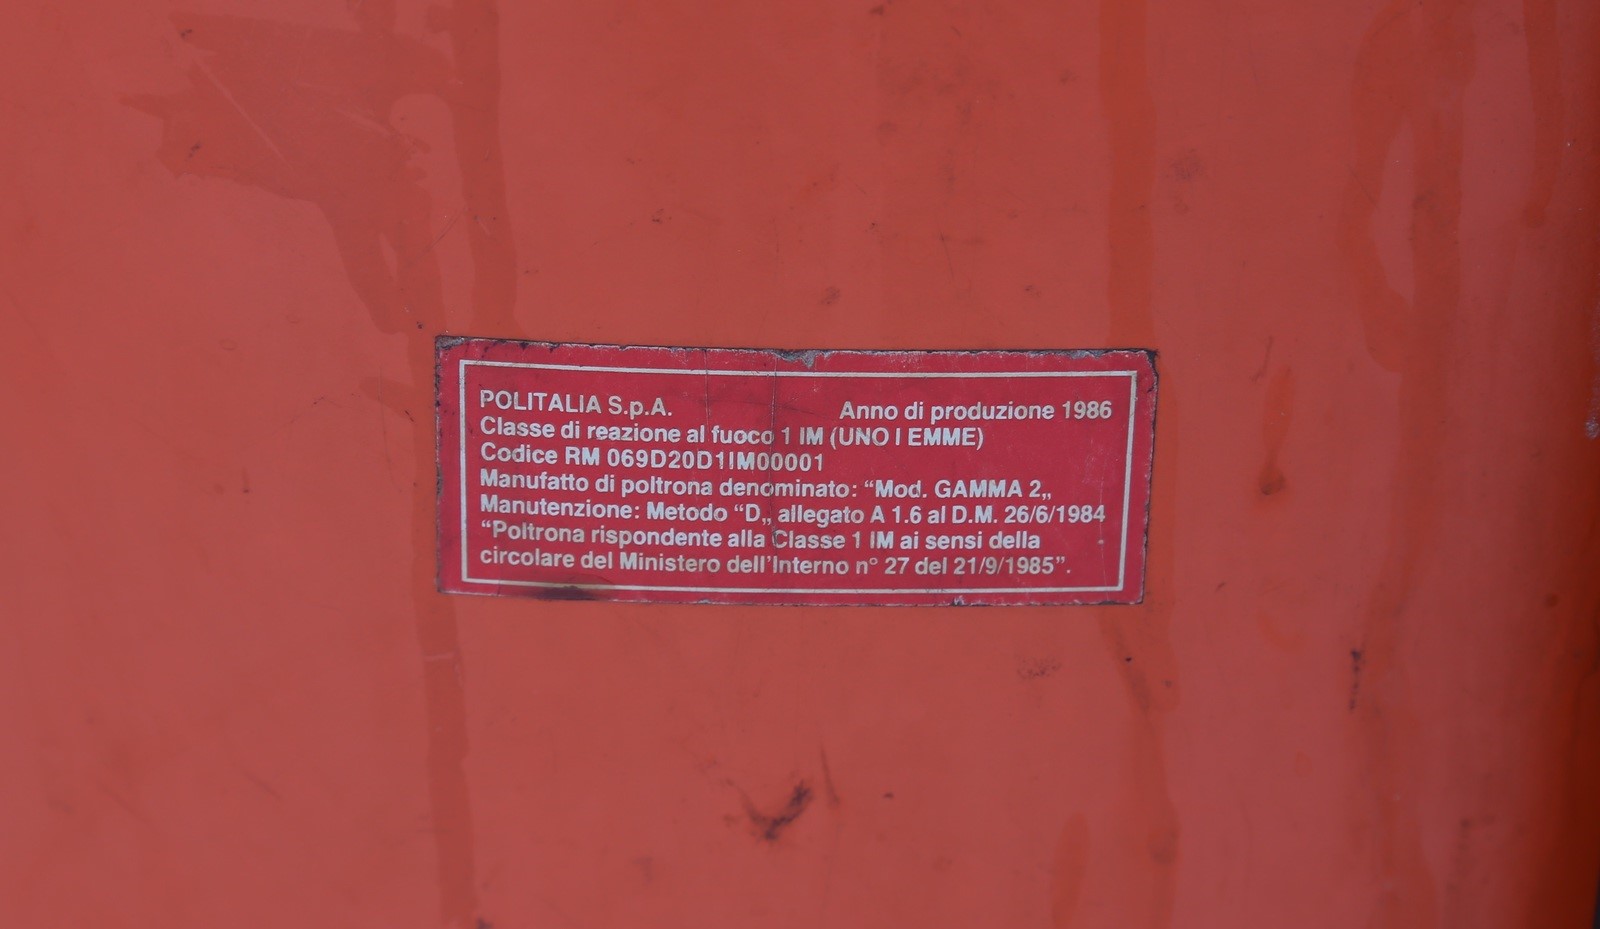 POLITALIA S.p.A. Anno di produzione 1986
Classe di reazione al fuoco 1 IM (UNO I EMME)
Codice RM 069D20D1IM00001
Manufatto di poltrona denominato: “Mod. GAMMA 2„
Manutenzione: Metodo “D„ allegato A 1.6 al D.M. 26/6/1984
“Poltrona rispondente alla Classe 1 IM ai sensi della
circolare del Ministero dell'Interno n° 27 del 21/9/1985”.